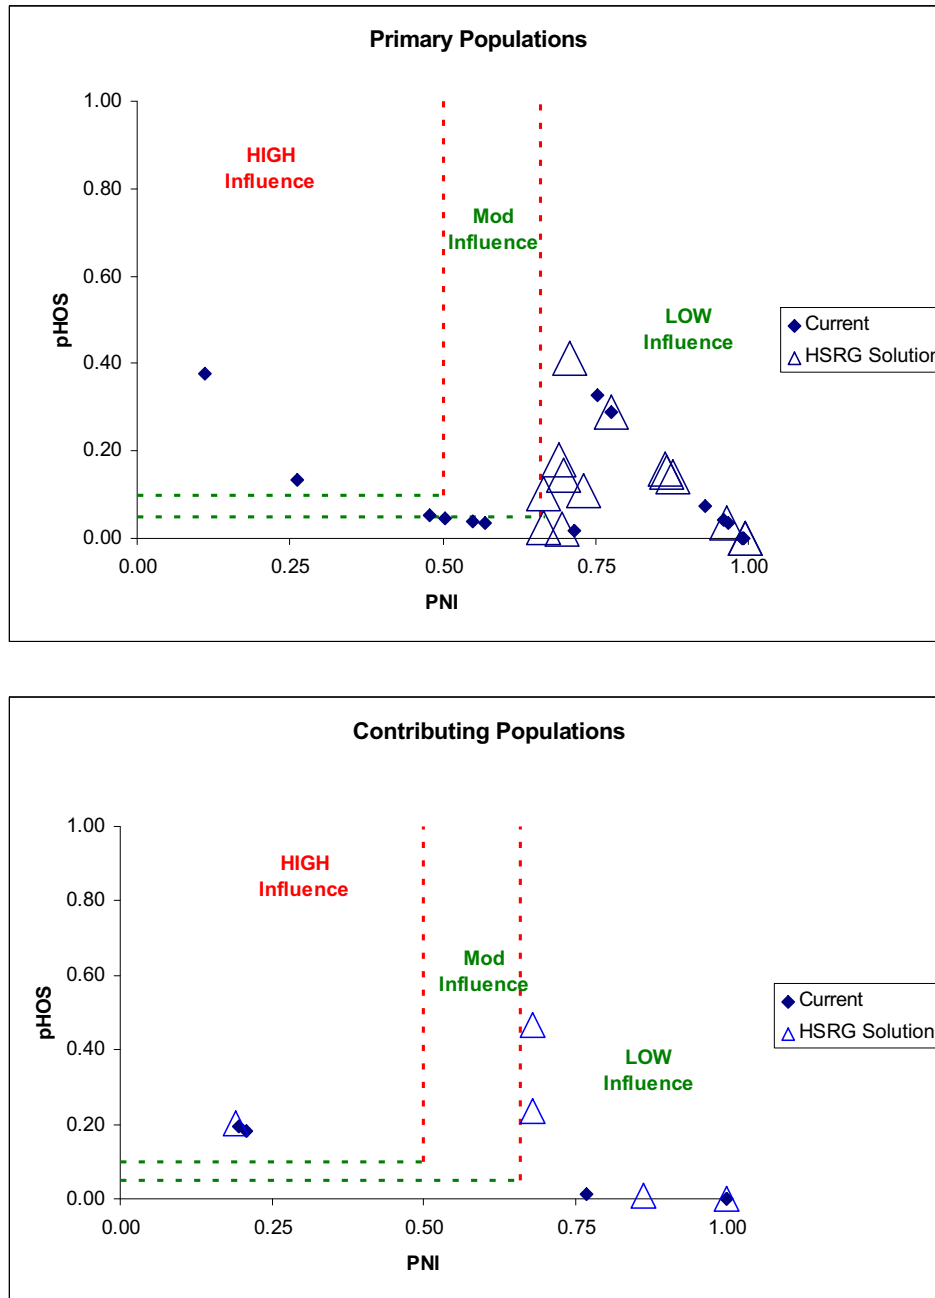 Primary Populations
1.00
HIGH
Influence
0.80
Mod
Influence
0.60
pHOS
LOW
Influence
Current
HSRG Solution
0.40
0.20
0.00
0.00 0.25 0.50 0.75 1.00
PNI
Contributing Populations
1.00
HIGH
Influence
0.80
Mod
Influence
0.60
pHOS
Current
HSRG Solution
0.40
LOW
Influence
0.20
0.00
0.00 0.25 0.50 0.75 1.00
PNI